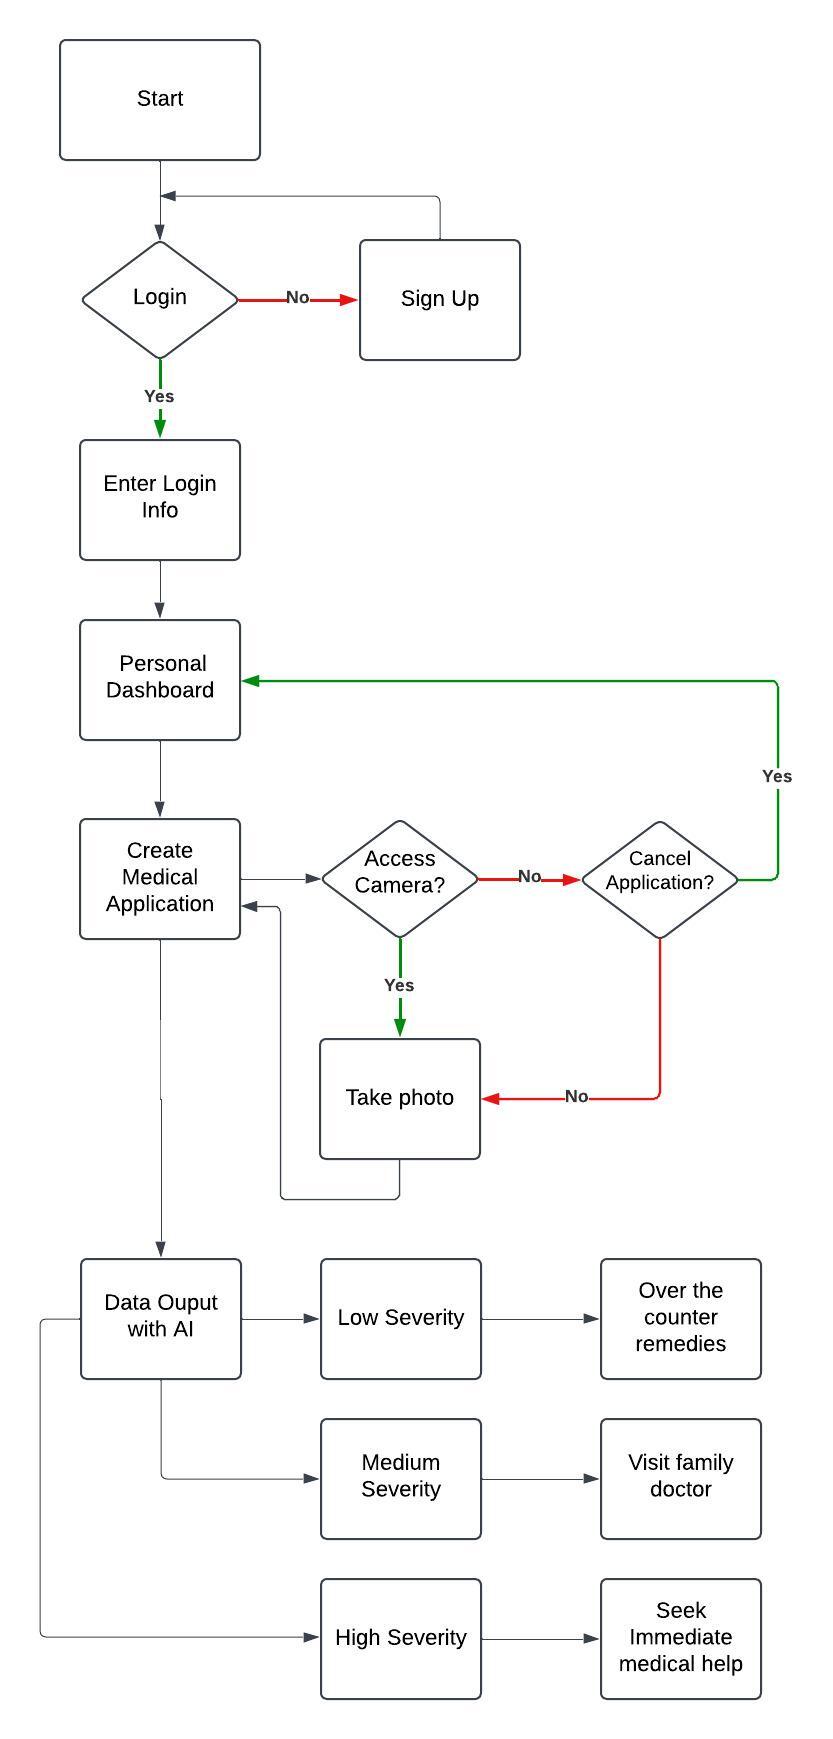 Start
Login
No
Sign Up
Yes
Enter Login
Info
Personal
Dashboard
Yes
Create
Medical
Application
Access
Camera?
No
Cancel
Application?
Yes
Take photo
No
Data Ouput
with AI
Low Severity
Over the
counter
remedies
Medium
Severity
Visit family
doctor
High Severity
Seek
Immediate
medical help